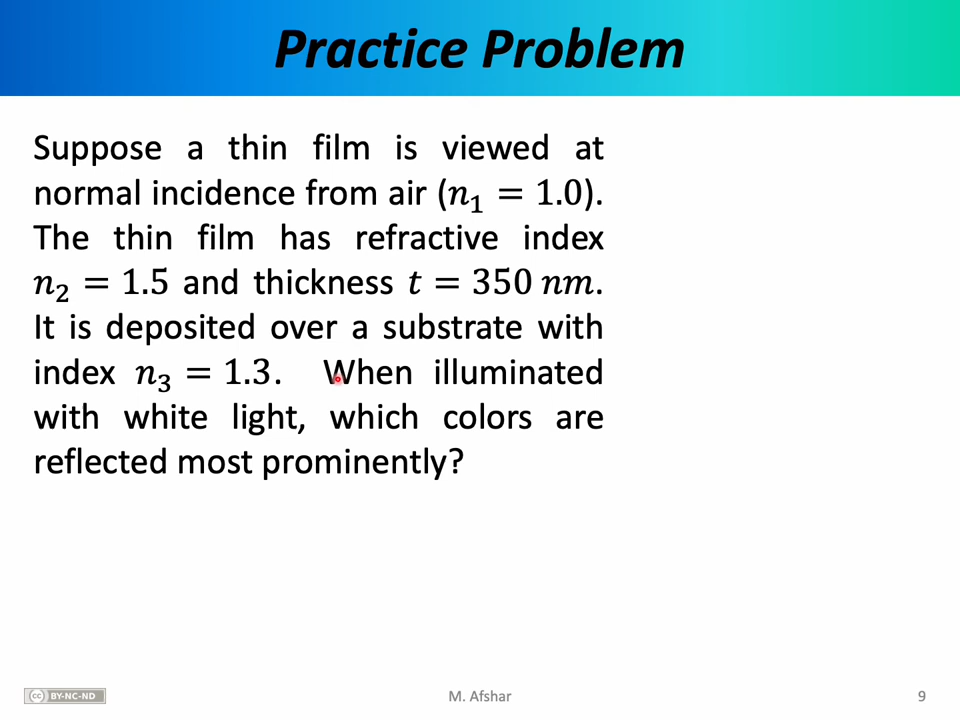 Practice Problem
Suppose a thin film is viewed at
normal incidence from air (n₁ = 1.0).
The thin film has refractive index
n₂ = 1.5 and thickness t = 350 nm.
It is deposited over a substrate with
index n₃ = 1.3. When illuminated
with white light, which colors are
reflected most prominently?
cc BY-NC-ND
M. Afshar
9